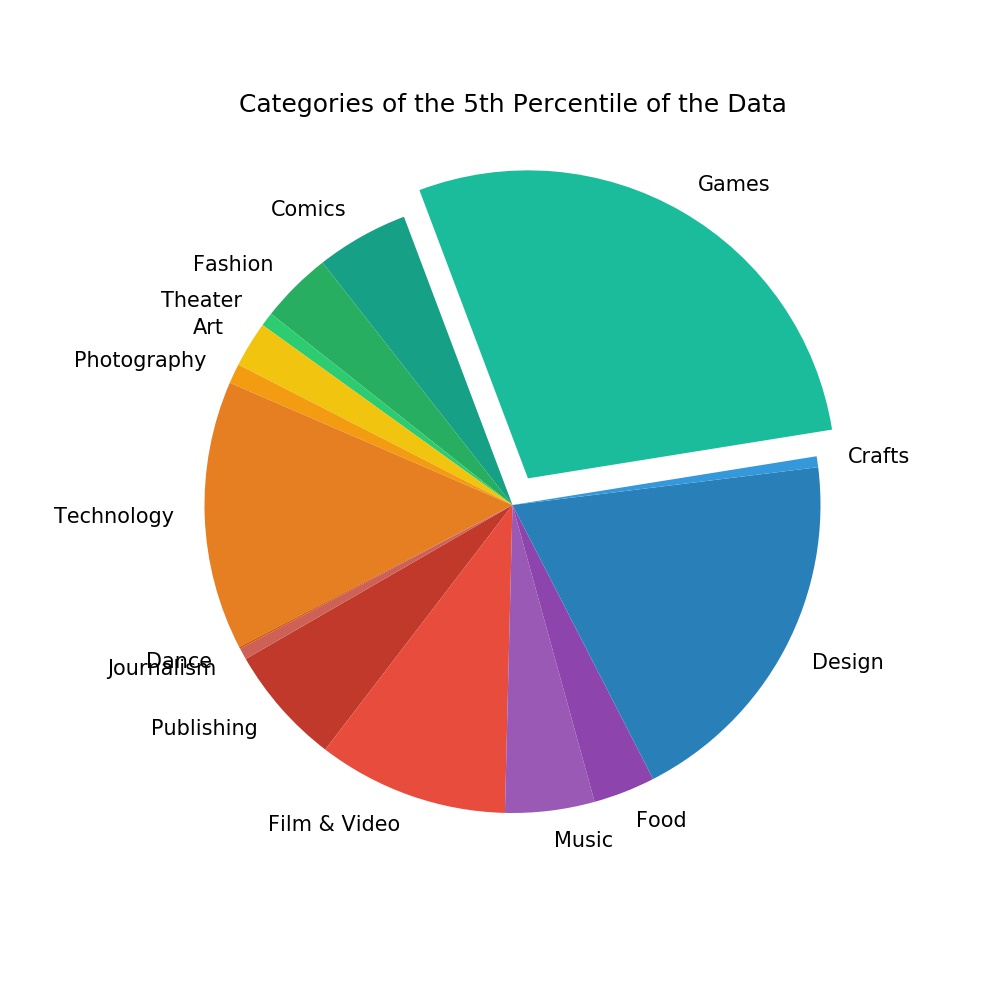 Categories of the 5th Percentile of the Data
Games
Comics
Fashion
Theater
Art
Photography
Crafts
Technology
Dance
Journalism
Design
Publishing
Film & Video
Food
Music